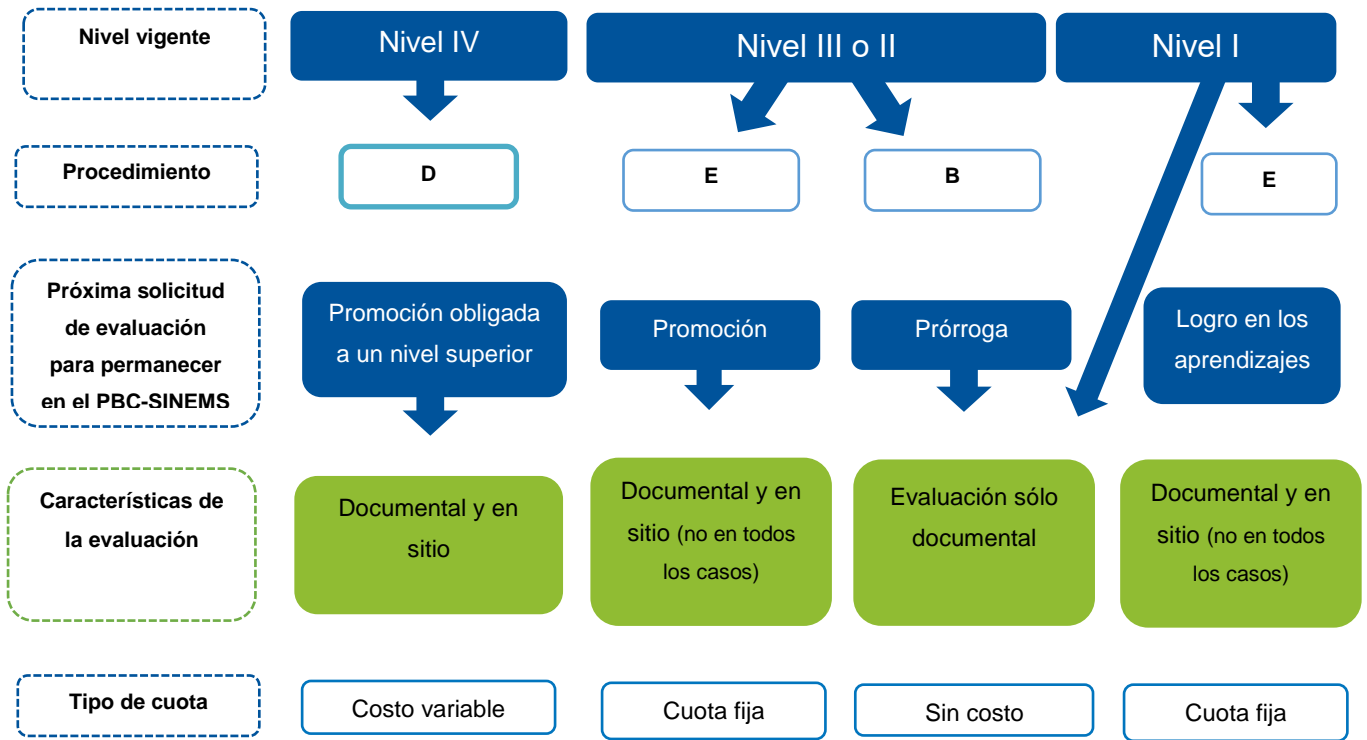 Nivel vigente
Nivel IV
Nivel III o II
Nivel I
Procedimiento
D
E
B
E
Próxima solicitud
de evaluación
para permanecer
en el PBC-SINEMS
Promoción obligada
a un nivel superior
Promoción
Prórroga
Logro en los
aprendizajes
Características de
la evaluación
Documental y en
sitio
Documental y en
sitio (no en todos
los casos)
Evaluación sólo
documental
Documental y en
sitio (no en todos
los casos)
Tipo de cuota
Costo variable
Cuota fija
Sin costo
Cuota fija